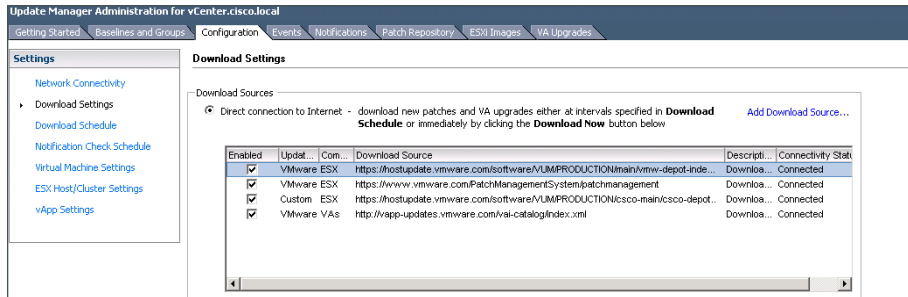 Update Manager Administration for vCenter.cisco.local
Getting Started Baselines and Groups Configuration Events Notifications Patch Repository ESXi Images VA Upgrades
Settings
Network Connectivity
Download Settings
Download Schedule
Notification Check Schedule
Virtual Machine Settings
ESX Host/Cluster Settings
vApp Settings
Download Settings
Download Sources
Direct connection to Internet - download new patches and VA upgrades either at intervals specified in Download Add Download Source...
Schedule or immediately by clicking the Download Now button below
Enabled Updat... Com... Download Source Descripti... Connectivity Statu
VMware ESX https://hostupdate.vmware.com/software/VUM/PRODUCTION/main/vmw-depot-inde... Downloa... Connected
VMware ESX https://www.vmware.com/PatchManagementSystem/patchmanagement Downloa... Connected
Custom ESX https://hostupdate.vmware.com/software/VUM/PRODUCTION/csco-main/csco-depot... Downloa... Connected
VMware VAs http://vapp-updates.vmware.com/vai-catalog/index.xml Downloa... Connected